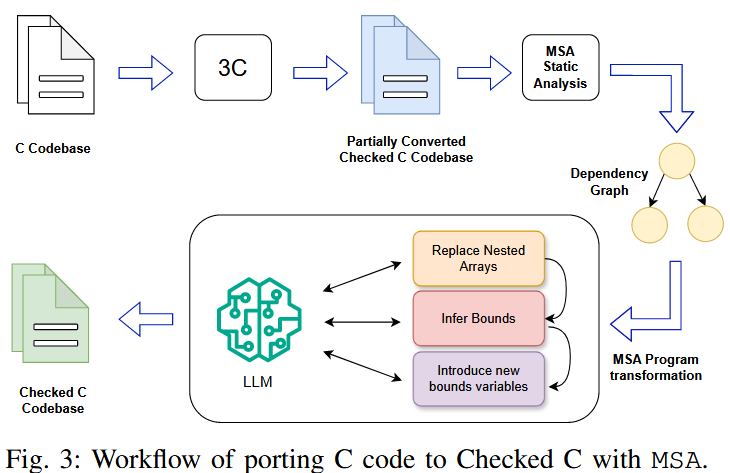 C Codebase
3C
Partially Converted
Checked C Codebase
MSA
Static
Analysis
Dependency
Graph
MSA Program
transformation
Replace Nested
Arrays
Infer Bounds
Introduce new
bounds variables
LLM
Checked C
Codebase
Fig. 3: Workflow of porting C code to Checked C with MSA.